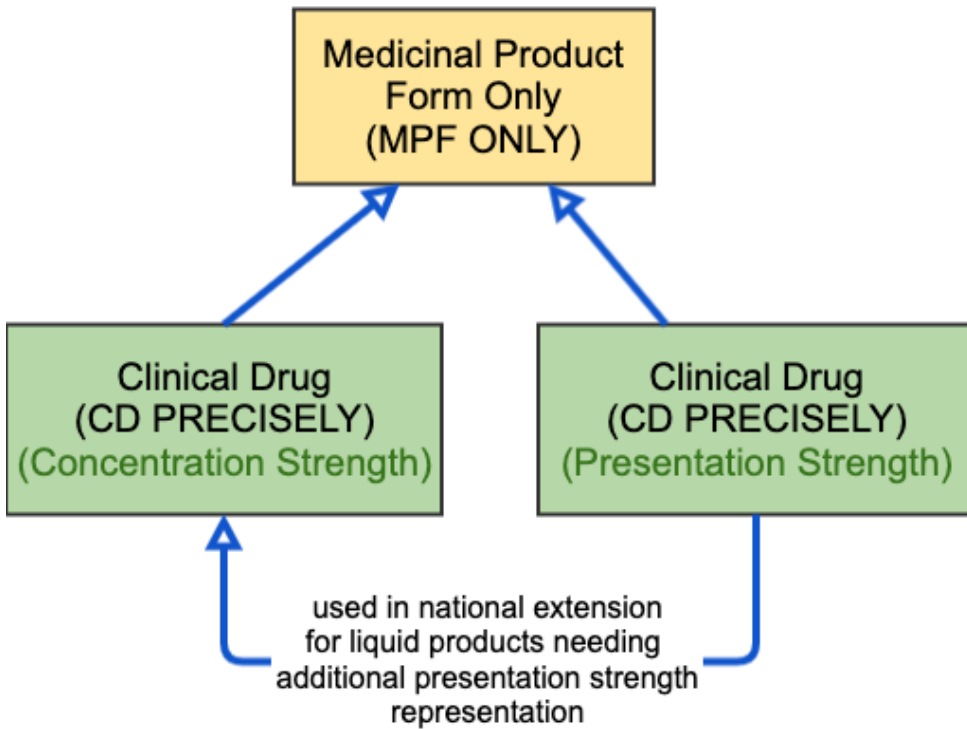 Medicinal Product
Form Only
(MPF ONLY)
Clinical Drug
(CD PRECISELY)
(Concentration Strength)
Clinical Drug
(CD PRECISELY)
(Presentation Strength)
used in national extension
for liquid products needing
additional presentation strength
representation